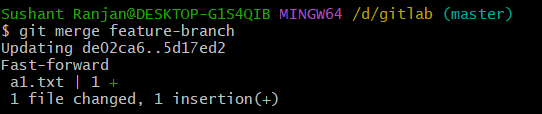 Sushant Ranjan@DESKTOP-G1S4QIB MINGW64 /d/gitlab (master)
$ git merge feature-branch
Updating de02ca6..5d17ed2
Fast-forward
 a1.txt | 1 +
 1 file changed, 1 insertion(+)